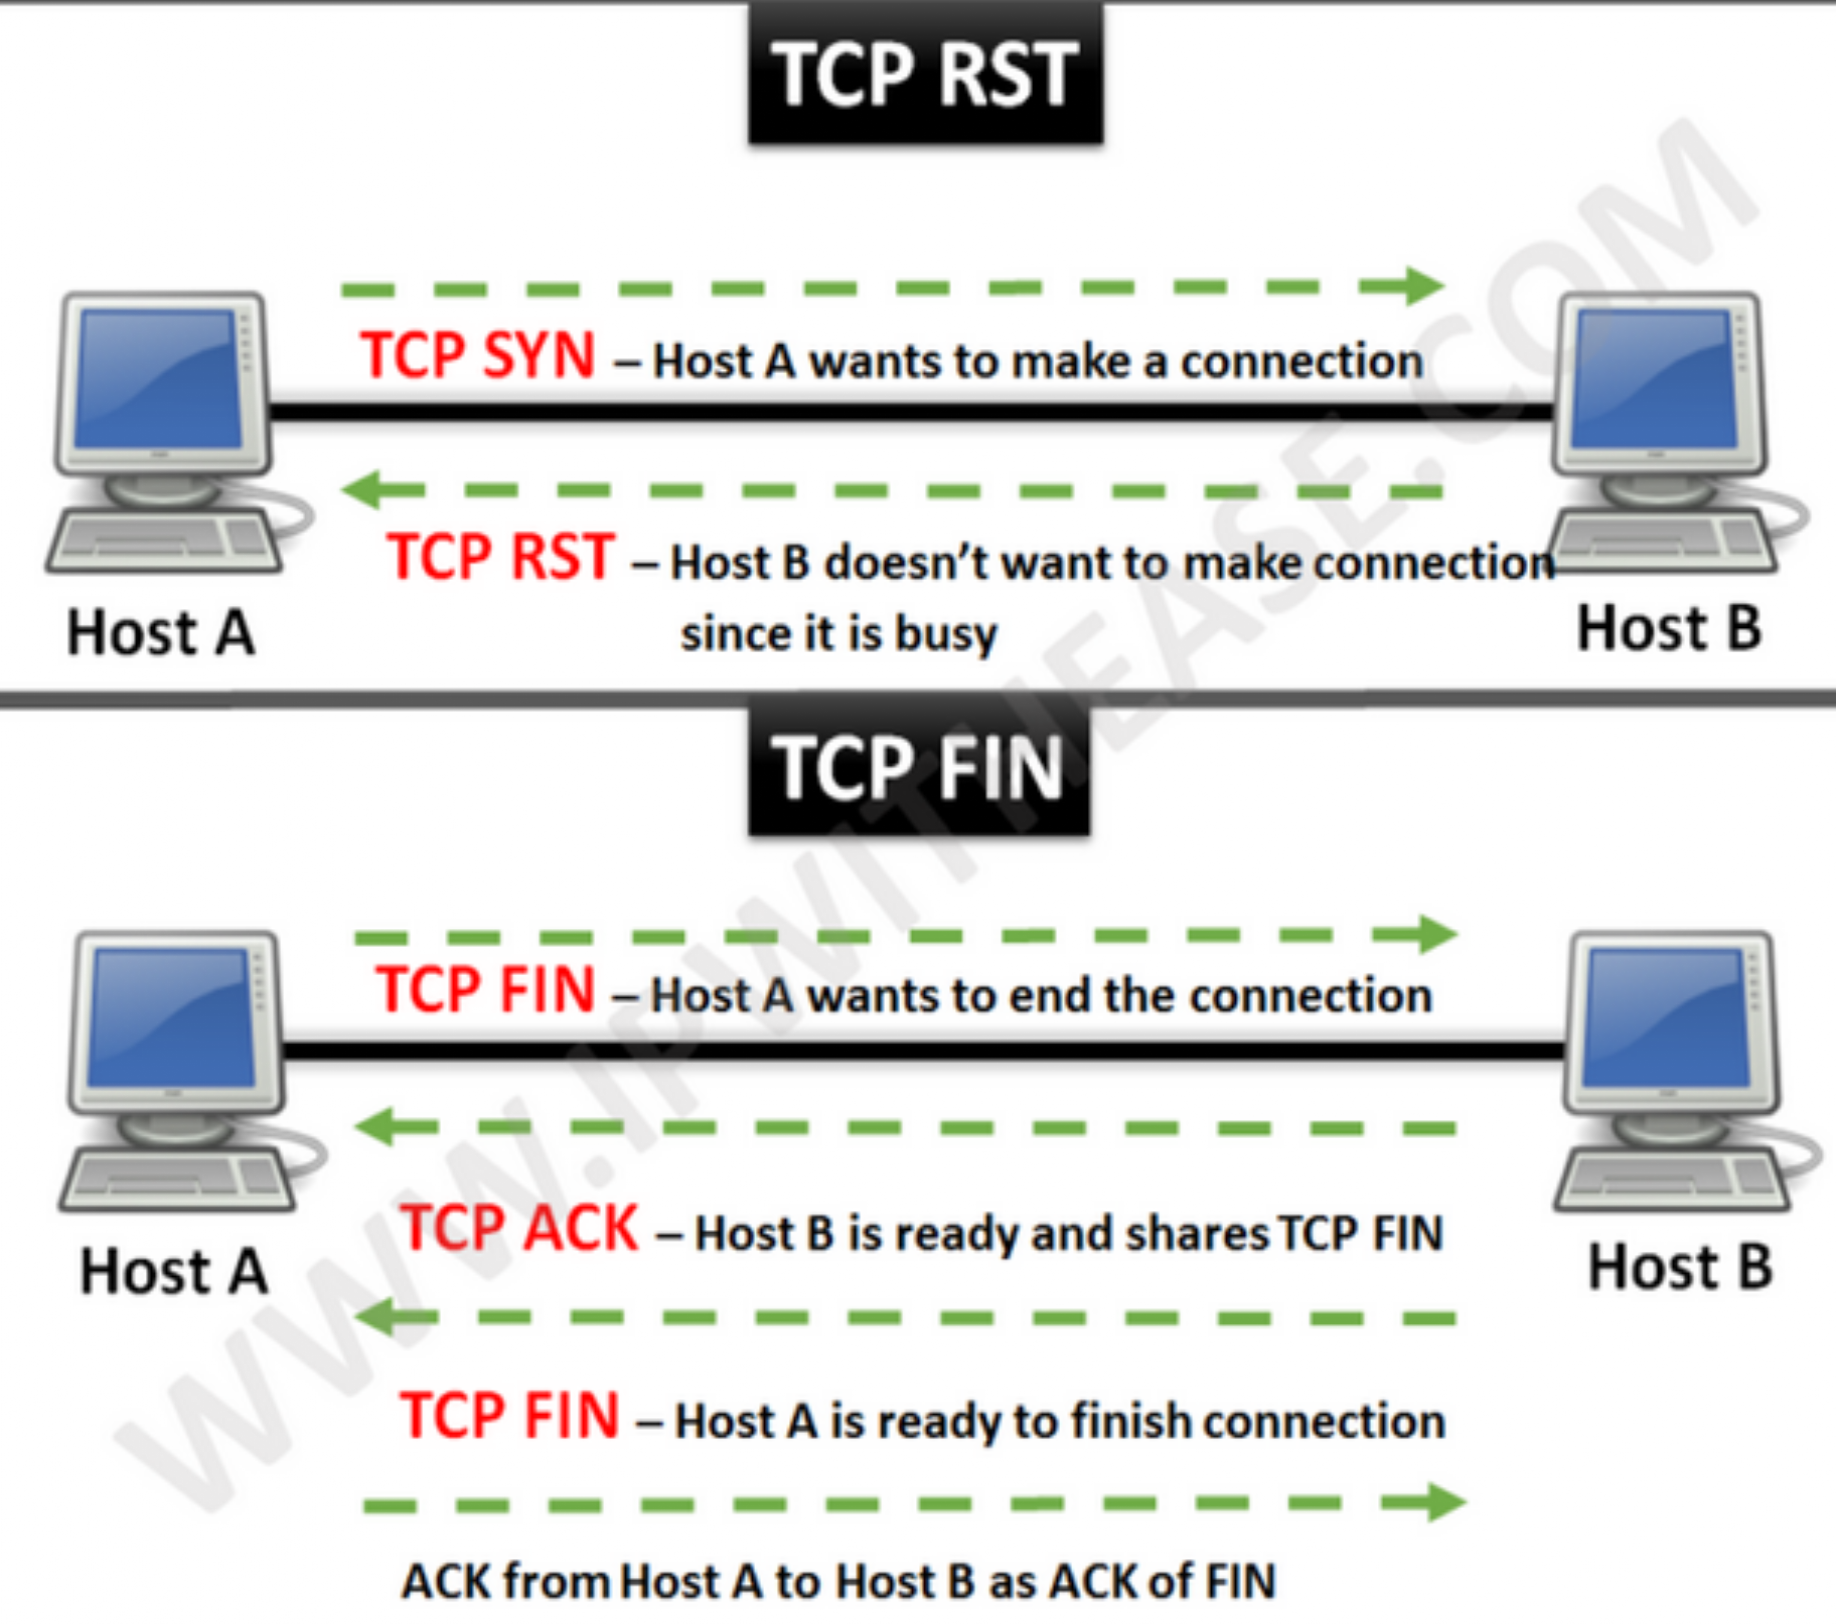 TCP RST
TCP SYN – Host A wants to make a connection
TCP RST – Host B doesn't want to make connection
since it is busy
Host A
Host B
TCP FIN
TCP FIN – Host A wants to end the connection
TCP ACK – Host B is ready and shares TCP FIN
Host A
Host B
TCP FIN – Host A is ready to finish connection
ACK from Host A to Host B as ACK of FIN
WWW.IPWITHEASE.COM